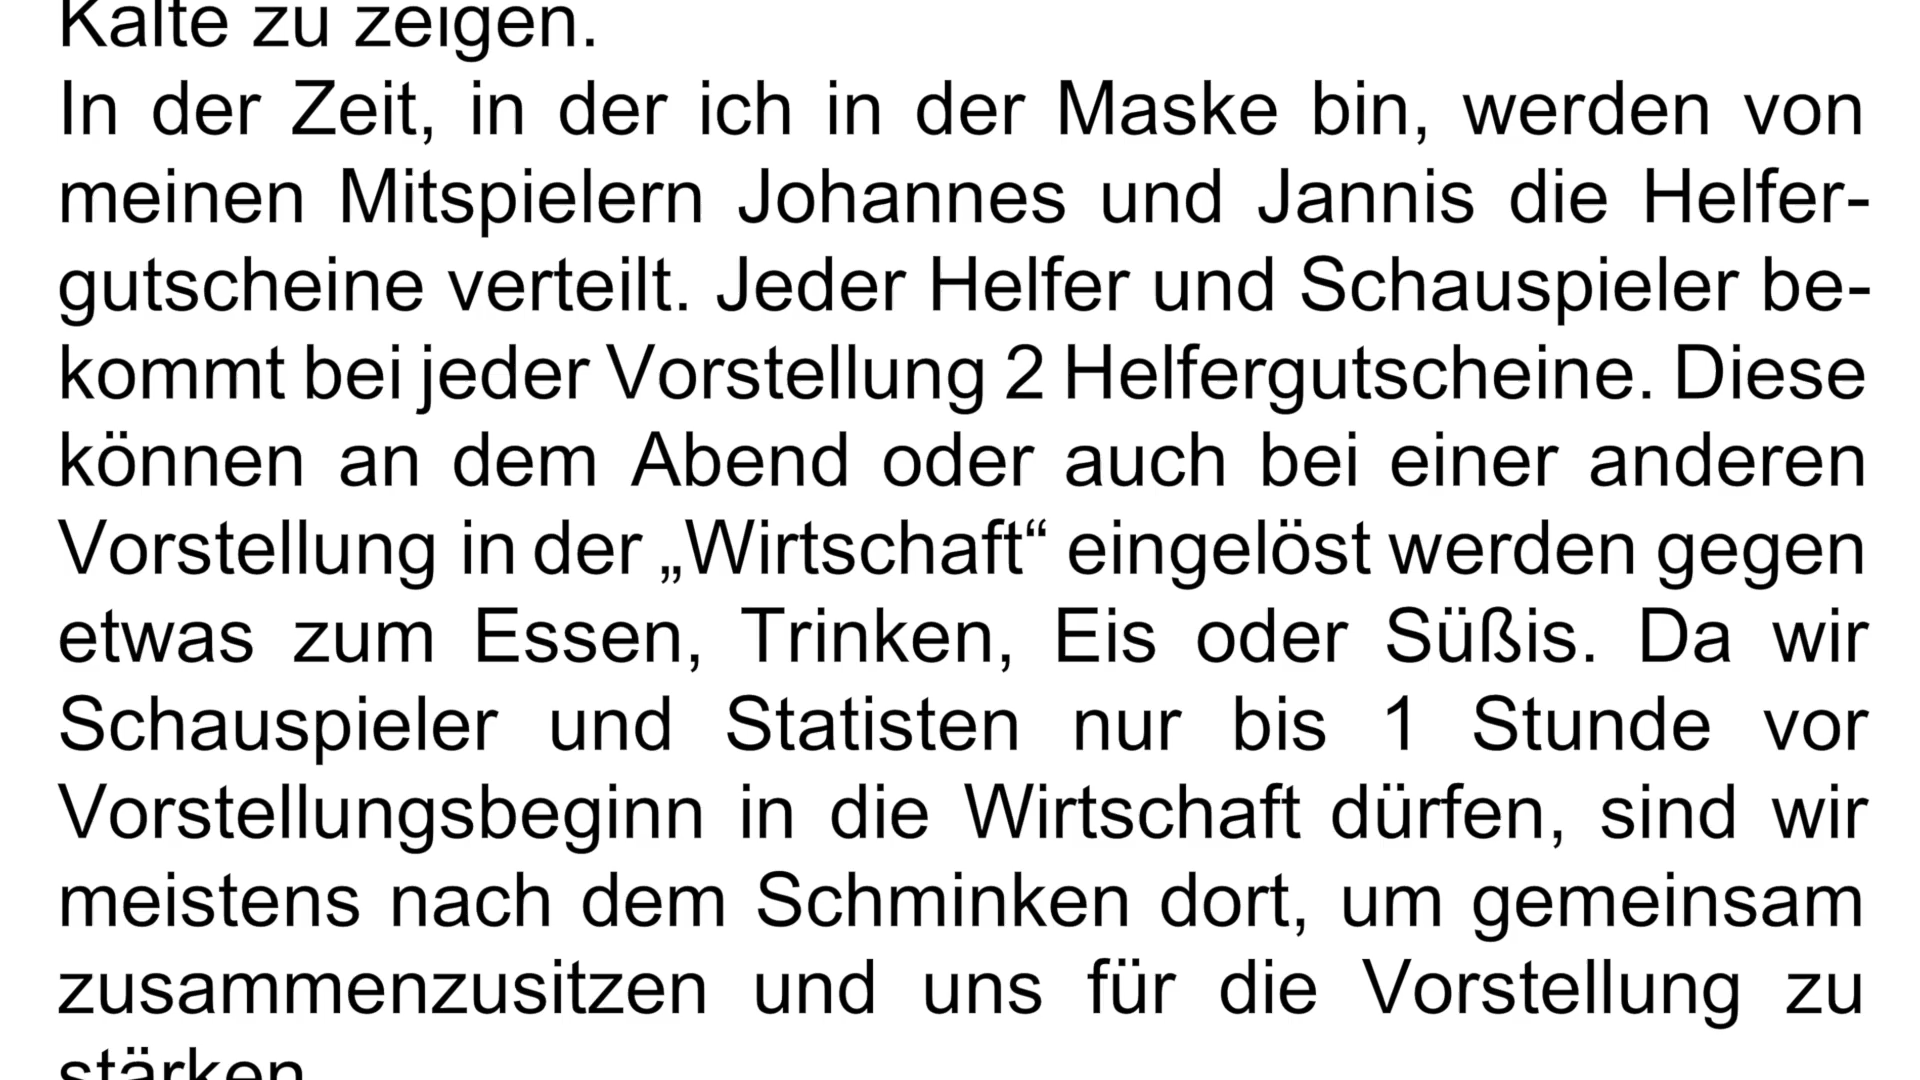 Kälte zu zeigen.
In der Zeit, in der ich in der Maske bin, werden von
meinen Mitspielern Johannes und Jannis die Helfer-
gutscheine verteilt. Jeder Helfer und Schauspieler be-
kommt bei jeder Vorstellung 2 Helfergutscheine. Diese
können an dem Abend oder auch bei einer anderen
Vorstellung in der „Wirtschaft“ eingelöst werden gegen
etwas zum Essen, Trinken, Eis oder Süßis. Da wir
Schauspieler und Statisten nur bis 1 Stunde vor
Vorstellungsbeginn in die Wirtschaft dürfen, sind wir
meistens nach dem Schminken dort, um gemeinsam
zusammenzusitzen und uns für die Vorstellung zu
stärken